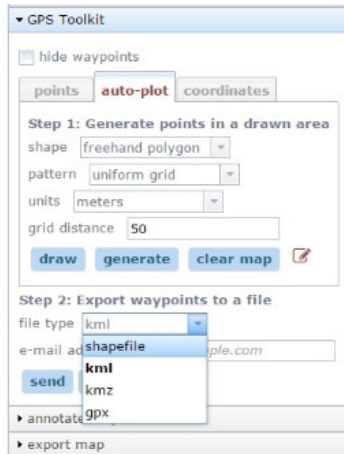 GPS Toolkit
hide waypoints
points auto-plot coordinates
Step 1: Generate points in a drawn area
shape freehand polygon
pattern uniform grid
units meters
grid distance 50
draw generate clear map
Step 2: Export waypoints to a file
file type kml
e-mail ad ple.com
shapefile
kml
send
kmz
gpx
annotate
export map